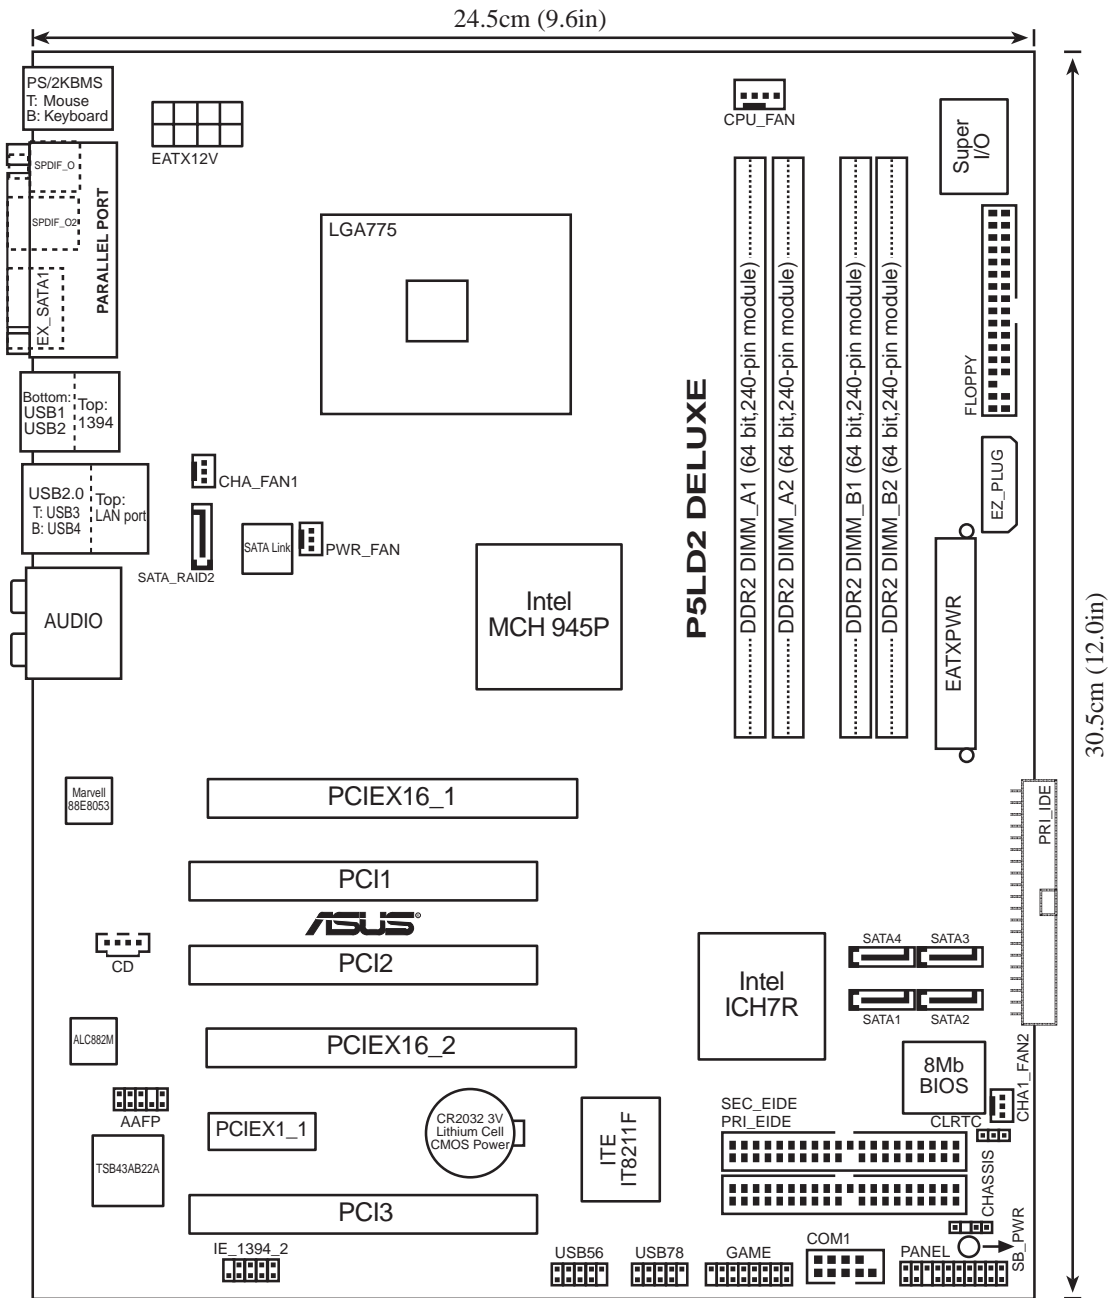 24.5cm (9.6in)
PS/2KBMS
T: Mouse
B: Keyboard
EATX12V
CPU_FAN
Super
I/O
SPDIF_O
SPDIF_O2
EX_SATA1
PARALLEL PORT
LGA775
FLOPPY
Bottom:
USB1
USB2
Top:
1394
P5LD2 DELUXE
DDR2 DIMM_A1 (64 bit,240-pin module)
DDR2 DIMM_A2 (64 bit,240-pin module)
DDR2 DIMM_B1 (64 bit,240-pin module)
DDR2 DIMM_B2 (64 bit,240-pin module)
EZ_PLUG
USB2.0
T: USB3
B: USB4
Top:
LAN port
CHA_FAN1
SATA_RAID2
SATA Link
PWR_FAN
AUDIO
Intel
MCH 945P
EATXPWR
30.5cm (12.0in)
Marvell
88E8053
PCIEX16_1
PRI_IDE
PCI1
ASUS®
CD
PCI2
Intel
ICH7R
SATA4
SATA3
SATA1
SATA2
ALC882M
PCIEX16_2
8Mb
BIOS
CHA1_FAN2
AAFP
PCIEX1_1
CR2032 3V
Lithium Cell
CMOS Power
ITE
IT8211F
SEC_EIDE
PRI_EIDE
CLRTC
TSB43AB22A
CHASSIS
PCI3
IE_1394_2
USB56
USB78
GAME
COM1
PANEL
SB_PWR